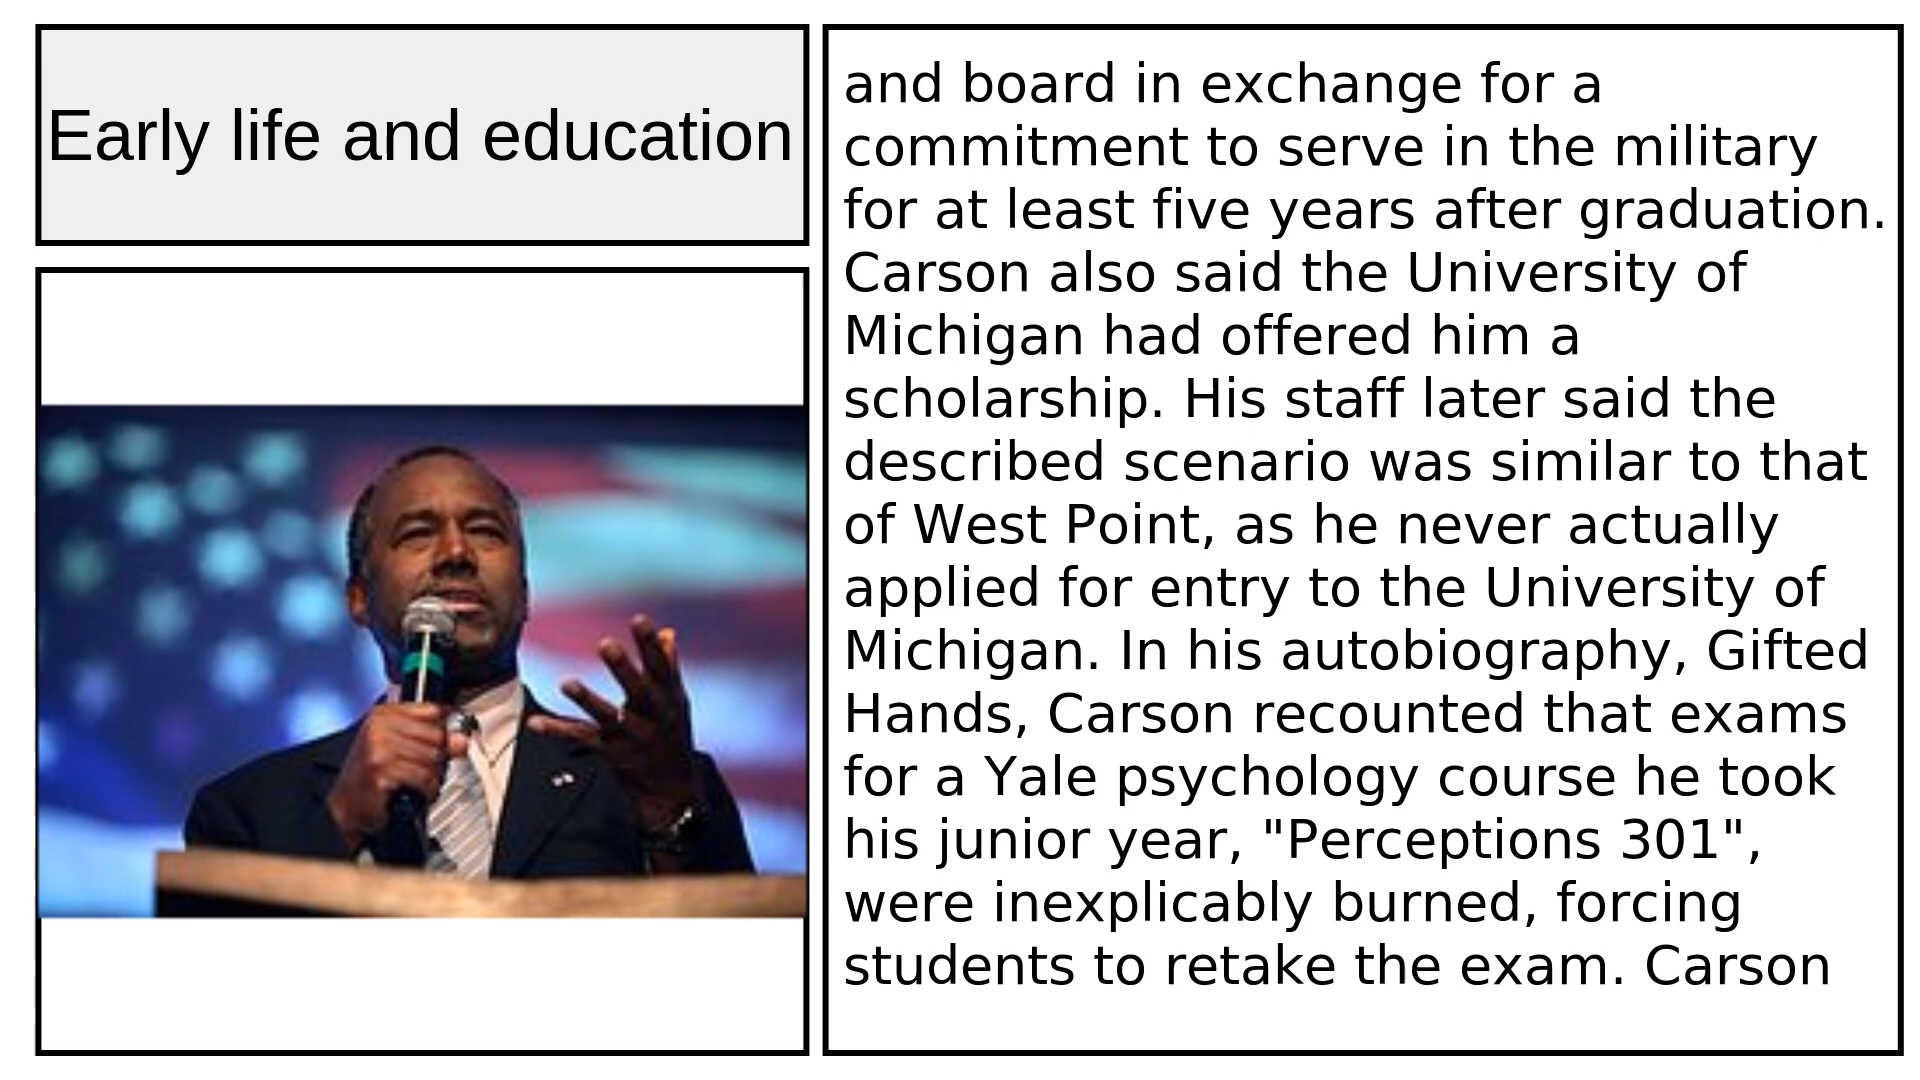 Early life and education
and board in exchange for a
commitment to serve in the military
for at least five years after graduation.
Carson also said the University of
Michigan had offered him a
scholarship. His staff later said the
described scenario was similar to that
of West Point, as he never actually
applied for entry to the University of
Michigan. In his autobiography, Gifted
Hands, Carson recounted that exams
for a Yale psychology course he took
his junior year, "Perceptions 301",
were inexplicably burned, forcing
students to retake the exam. Carson